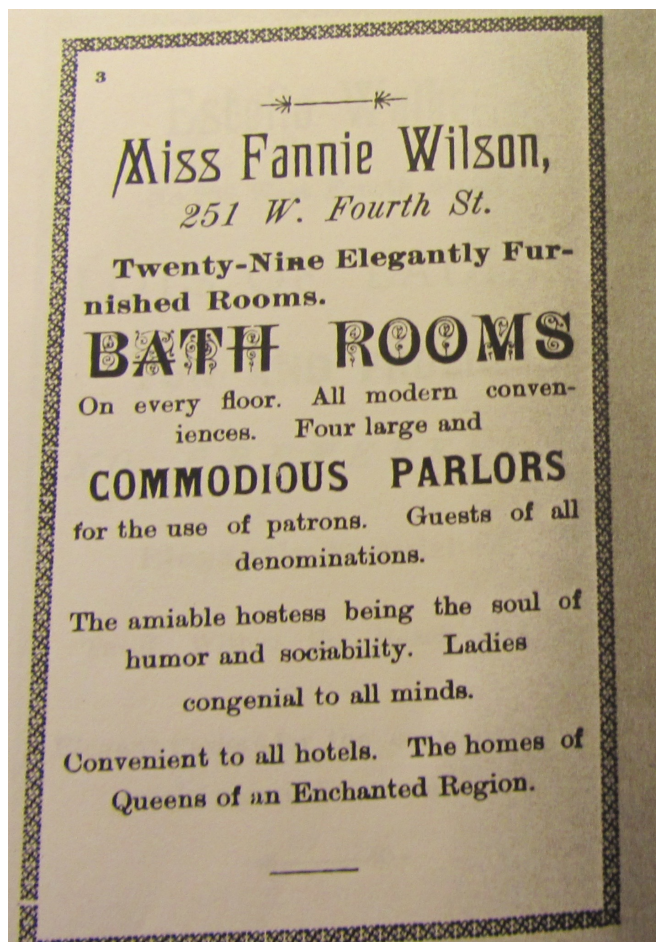 3
Miss Fannie Wilson,
251 W. Fourth St.
Twenty-Nine Elegantly Fur-
nished Rooms.
BATH ROOMS
On every floor. All modern conven-
iences. Four large and
COMMODIOUS PARLORS
for the use of patrons. Guests of all
denominations.
The amiable hostess being the soul of
humor and sociability. Ladies
congenial to all minds.
Convenient to all hotels. The homes of
Queens of an Enchanted Region.